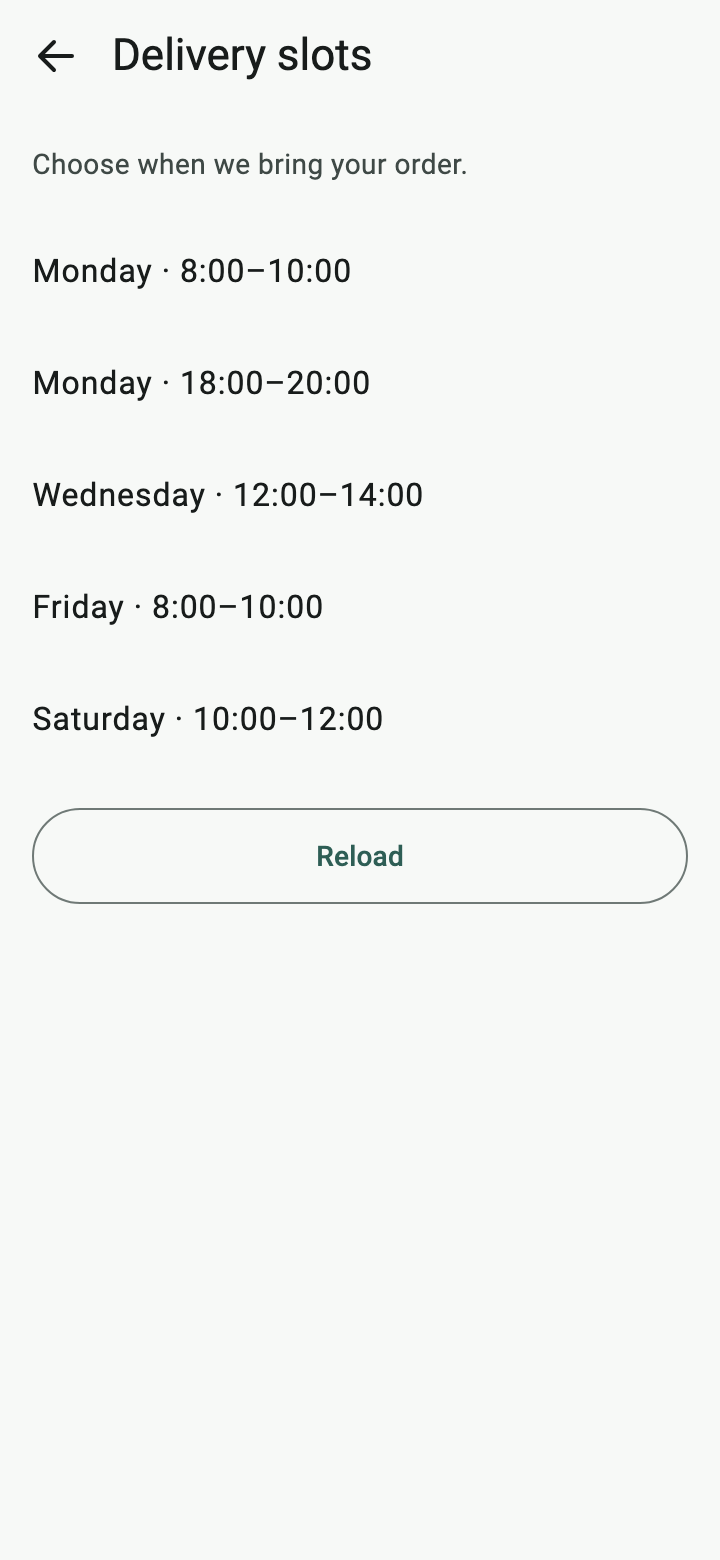 Delivery slots
Choose when we bring your order.
Monday · 8:00–10:00
Monday · 18:00–20:00
Wednesday · 12:00–14:00
Friday · 8:00–10:00
Saturday · 10:00–12:00
Reload